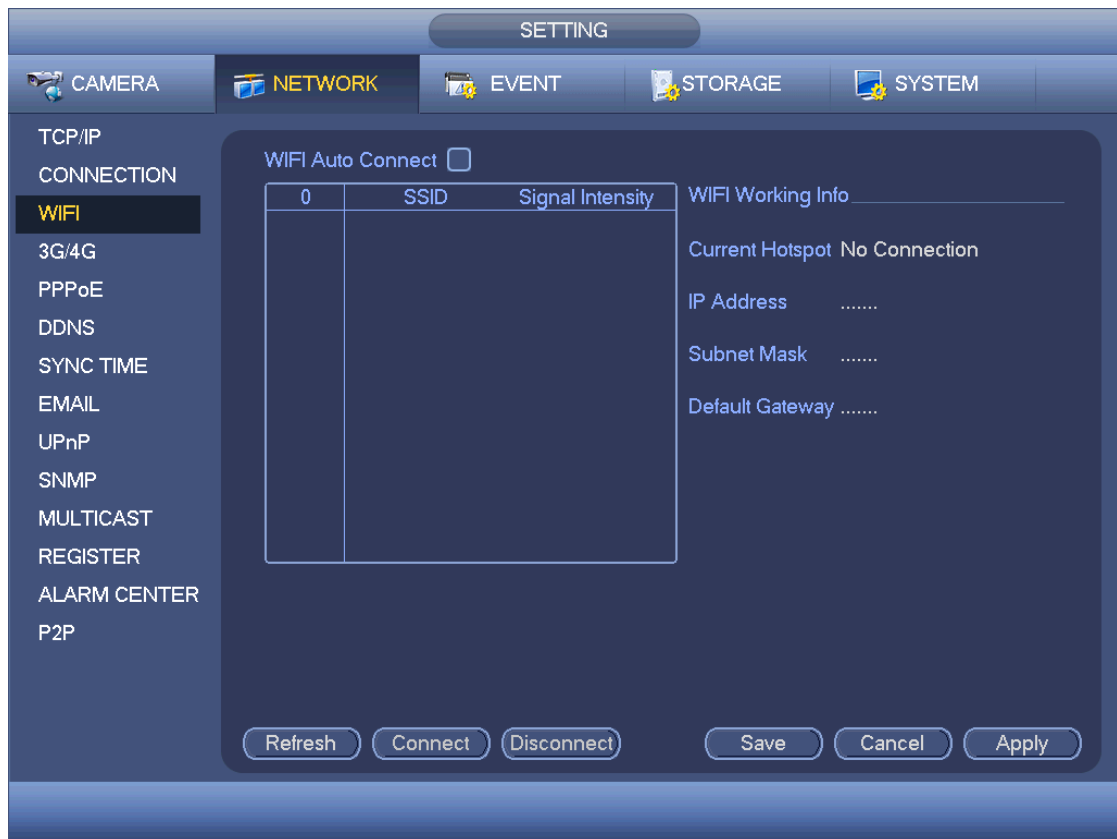 SETTING
CAMERA NETWORK EVENT STORAGE SYSTEM
TCP/IP
CONNECTION
WIFI
3G/4G
PPPoE
DDNS
SYNC TIME
EMAIL
UPnP
SNMP
MULTICAST
REGISTER
ALARM CENTER
P2P
WIFI Auto Connect
0 SSID Signal Intensity
WIFI Working Info
Current Hotspot No Connection
IP Address .......
Subnet Mask .......
Default Gateway .......
Refresh Connect Disconnect Save Cancel Apply